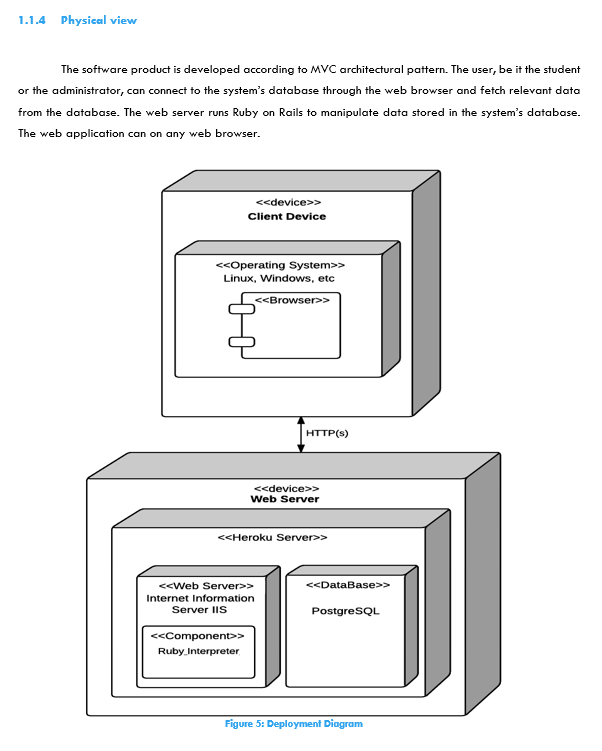 1.1.4 Physical view
The software product is developed according to MVC architectural pattern. The user, be it the student
or the administrator, can connect to the system's database through the web browser and fetch relevant data
from the database. The web server runs Ruby on Rails to manipulate data stored in the system's database.
The web application can on any web browser.
<<device>>
Client Device
<<Operating System>>
Linux, Windows, etc
<<Browser>>
HTTP(s)
<<device>>
Web Server
<<Heroku Server>>
<<Web Server>>
Internet Information
Server IIS
<<Component>>
Ruby_Interpreter
<<DataBase>>
PostgreSQL
Figure 5: Deployment Diagram